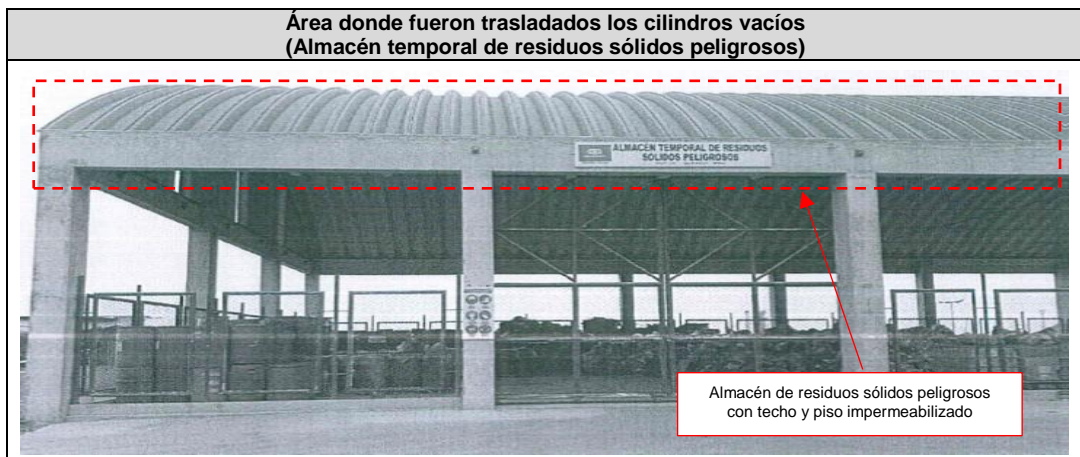 Área donde fueron trasladados los cilindros vacíos
(Almacén temporal de residuos sólidos peligrosos)
ALMACÉN TEMPORAL DE RESIDUOS
SOLIDOS PELIGROSOS
Almacén de residuos sólidos peligrosos
con techo y piso impermeabilizado